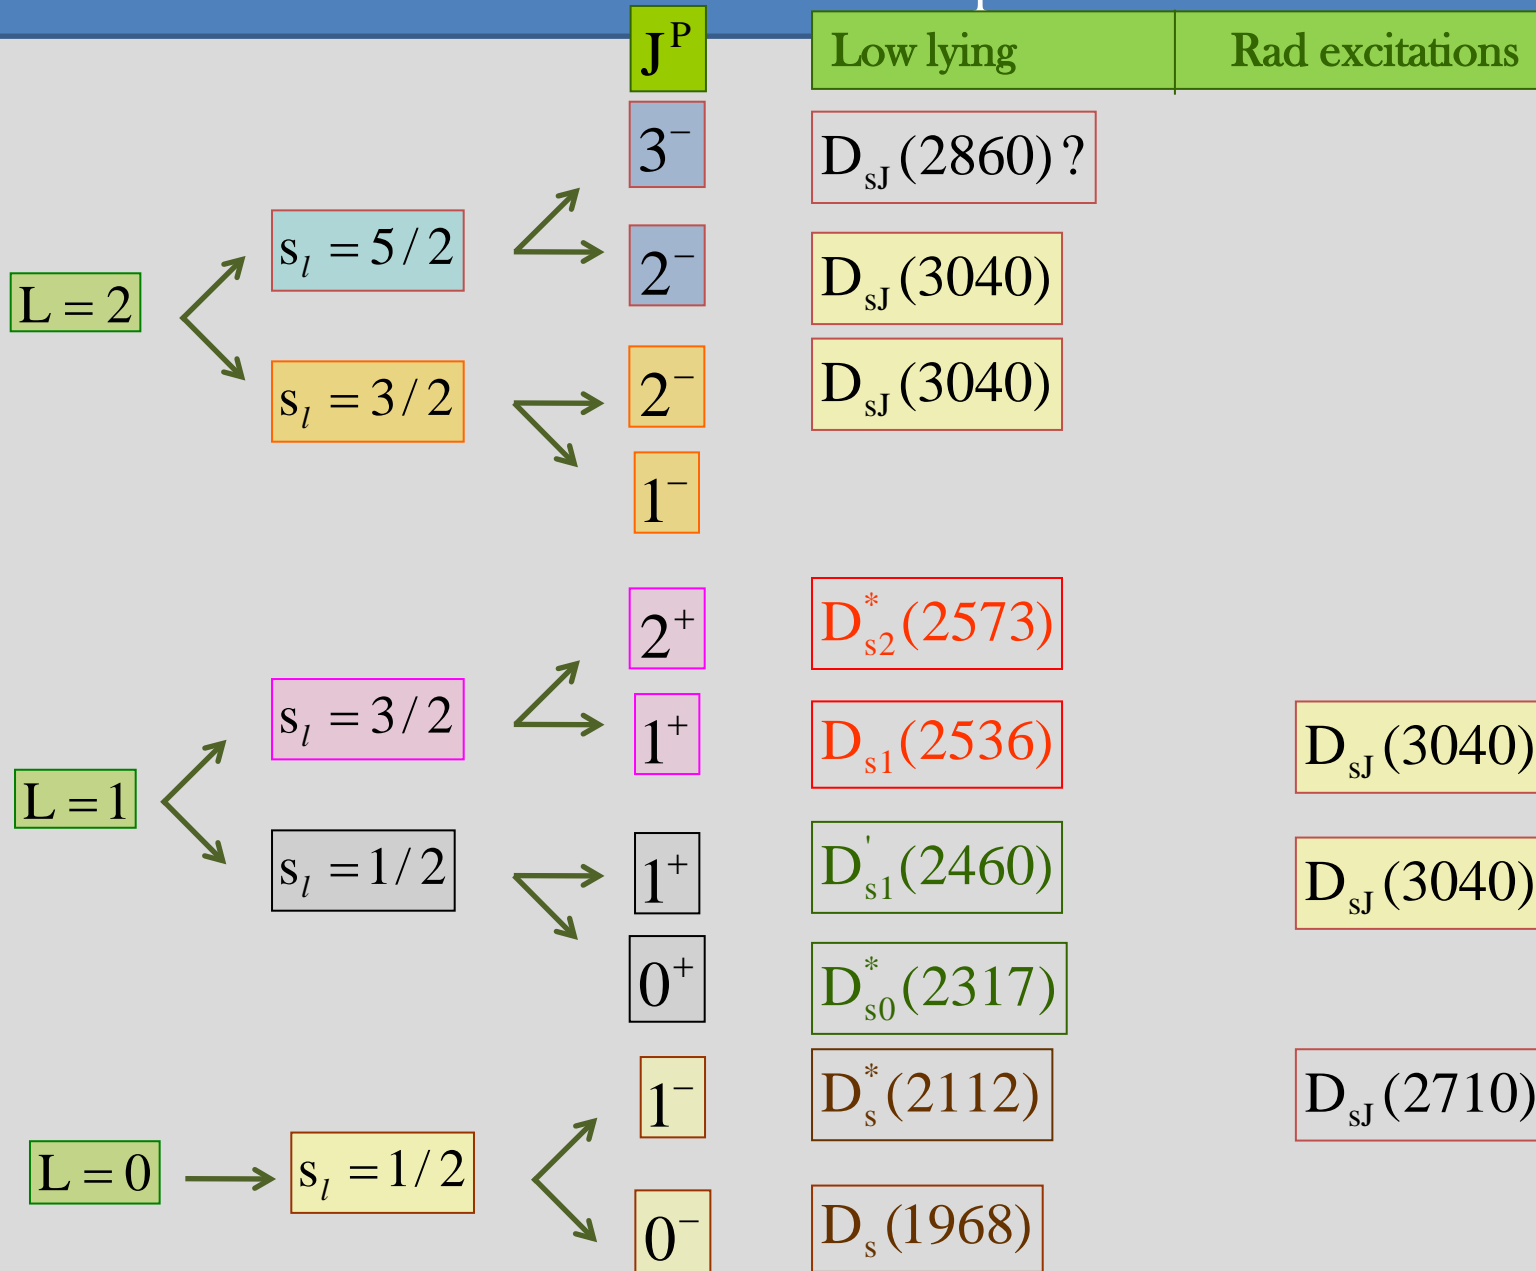 J^P Low lying Rad excitations
3⁻ D_sJ(2860)?
s_l = 5/2
2⁻ D_sJ(3040)
L = 2
s_l = 3/2 2⁻ D_sJ(3040)
1⁻
2⁺ D*_s2(2573)
s_l = 3/2
1⁺ D_s1(2536) D_sJ(3040)
L = 1
s_l = 1/2 1⁺ D'_s1(2460) D_sJ(3040)
0⁺ D*_s0(2317)
1⁻ D*_s(2112) D_sJ(2710)
L = 0 s_l = 1/2
0⁻ D_s(1968)